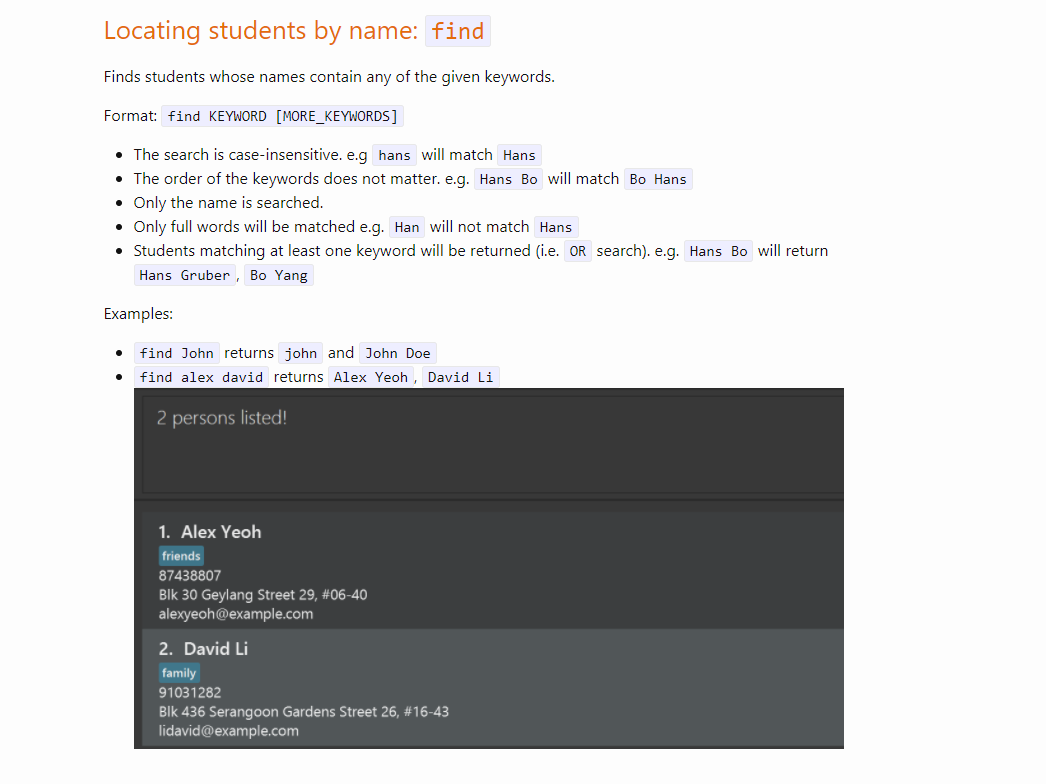 Locating students by name: find
Finds students whose names contain any of the given keywords.
Format: find KEYWORD [MORE_KEYWORDS]
The search is case-insensitive. e.g hans will match Hans
The order of the keywords does not matter. e.g. Hans Bo will match Bo Hans
Only the name is searched.
Only full words will be matched e.g. Han will not match Hans
Students matching at least one keyword will be returned (i.e. OR search). e.g. Hans Bo will return
Hans Gruber, Bo Yang
Examples:
find John returns john and John Doe
find alex david returns Alex Yeoh, David Li
2 persons listed!
1. Alex Yeoh
friends
87438807
Blk 30 Geylang Street 29, #06-40
alexyeoh@example.com
2. David Li
family
91031282
Blk 436 Serangoon Gardens Street 26, #16-43
lidavid@example.com